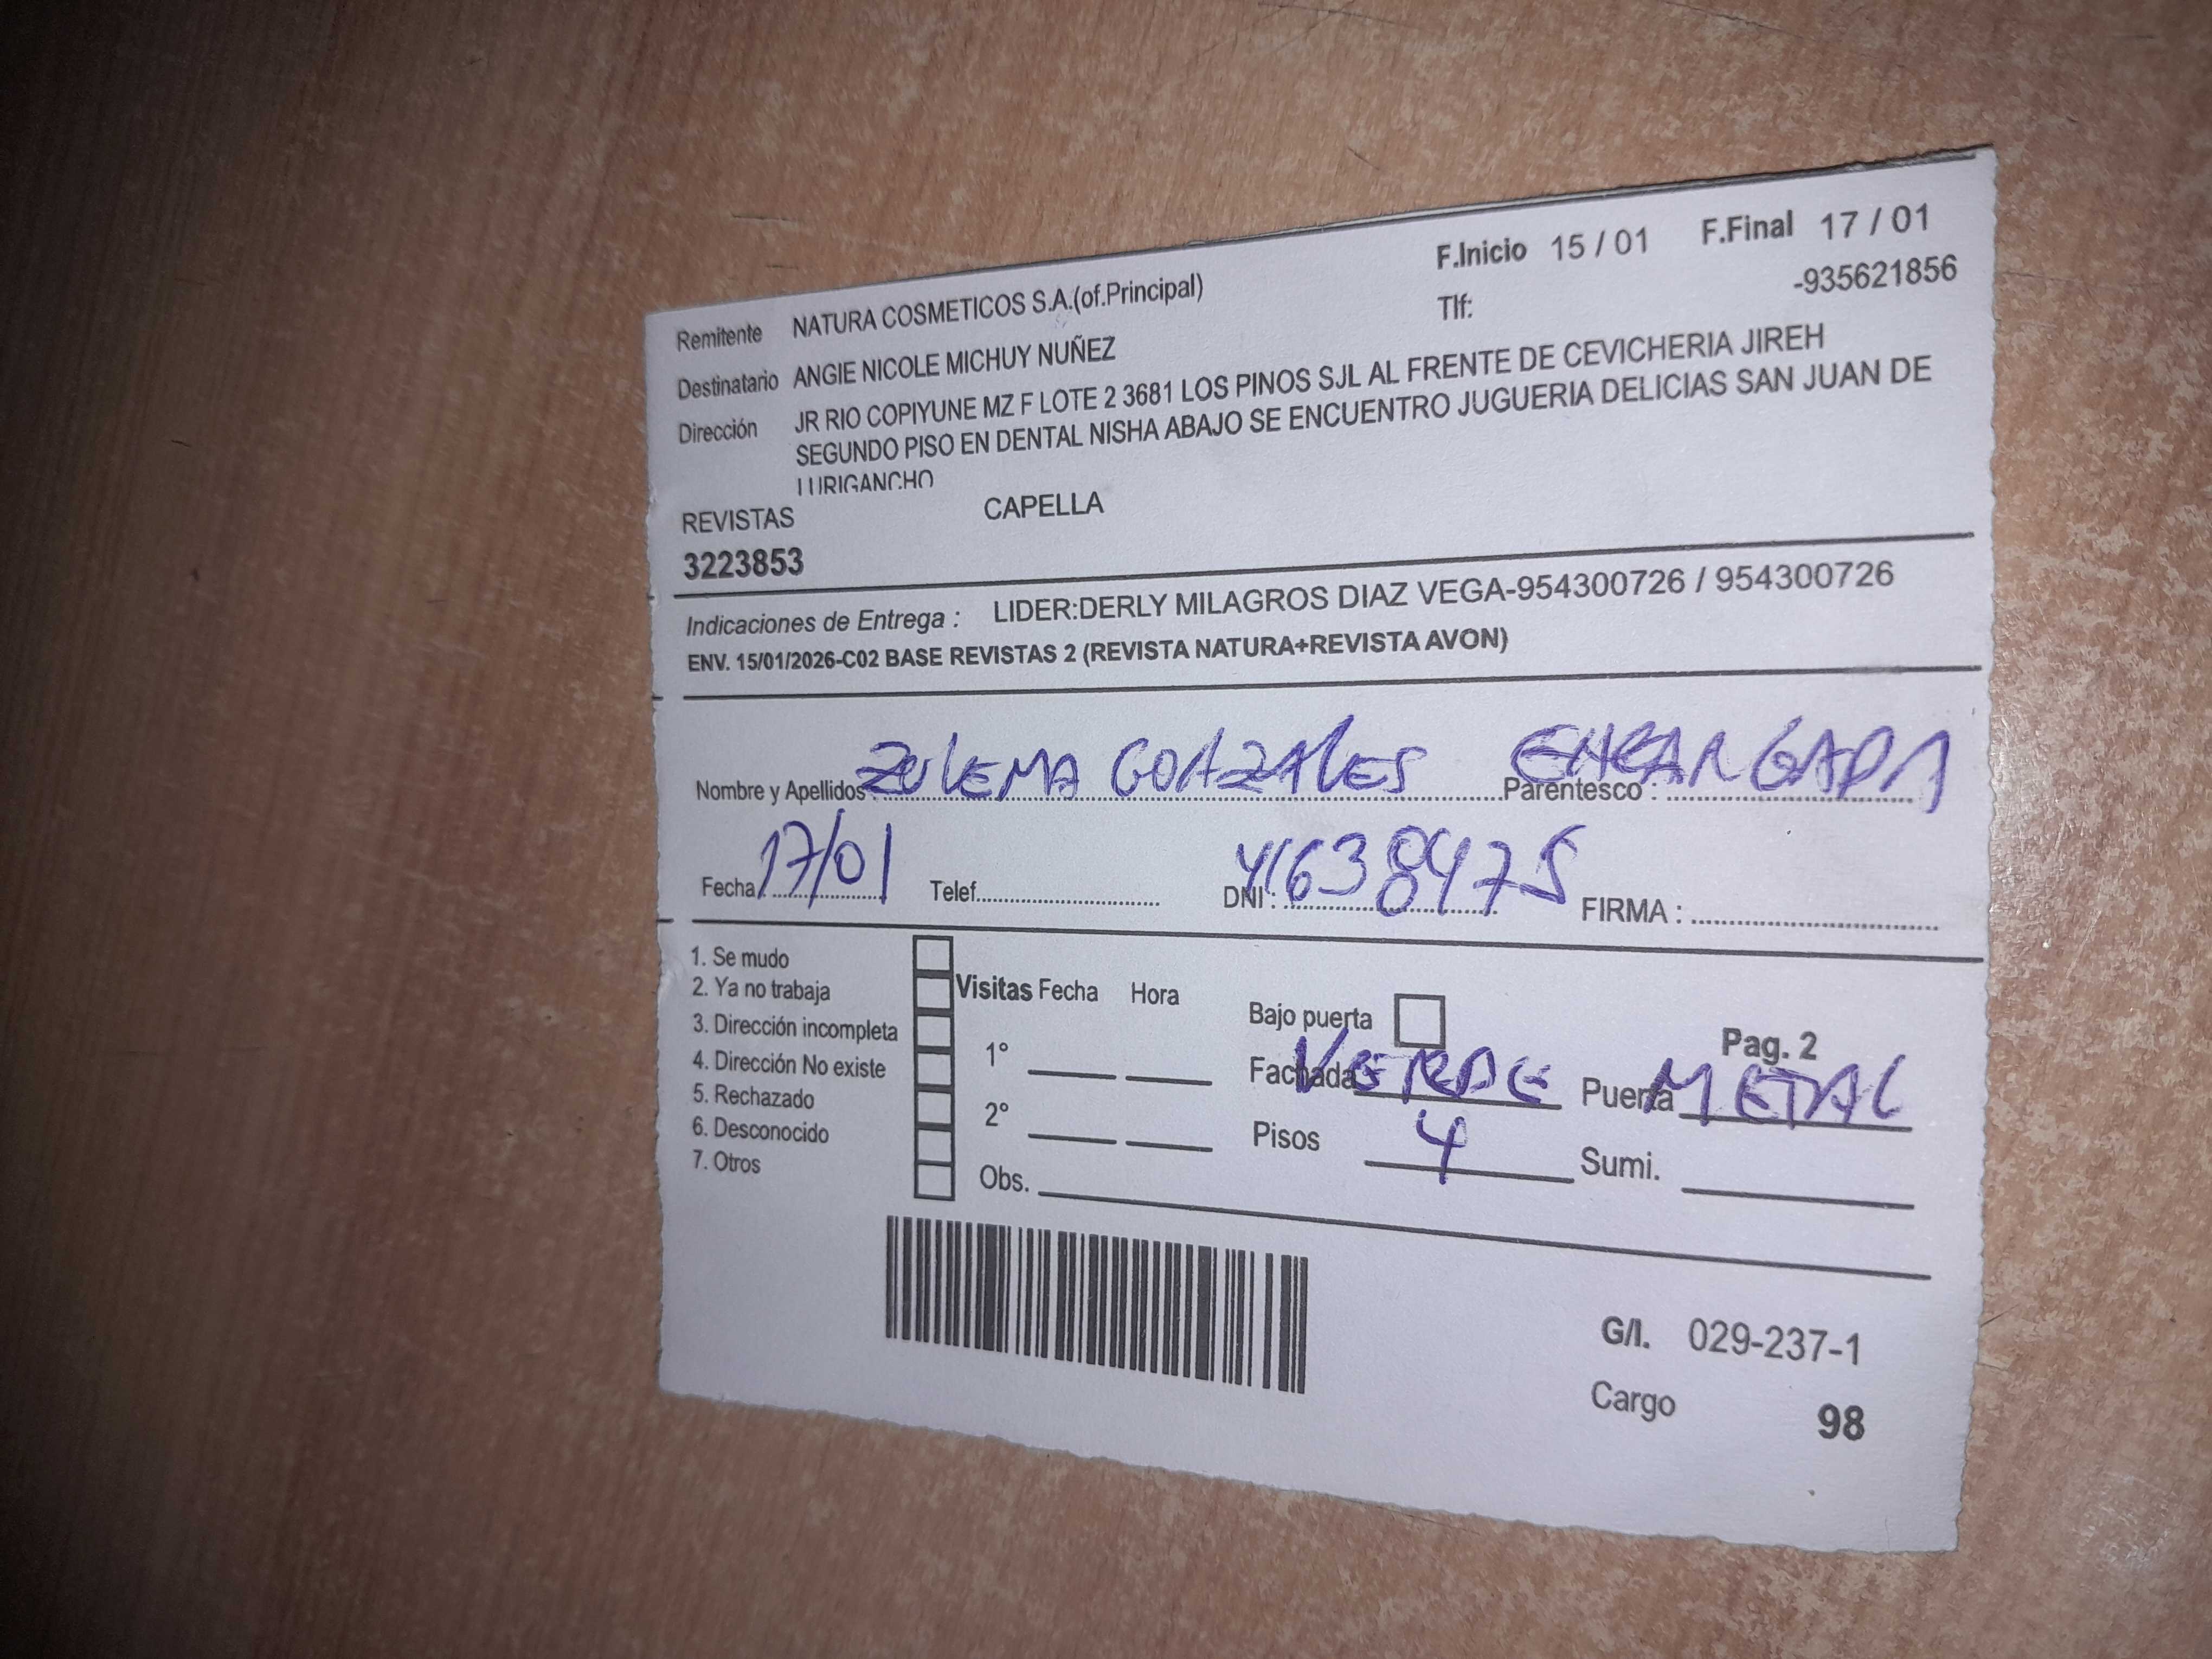 F.Inicio 15 / 01 F.Final 17 / 01
Remitente NATURA COSMETICOS S.A.(of.Principal) Tlf: -935621856
Destinatario ANGIE NICOLE MICHUY NUÑEZ
Dirección JR RIO COPIYUNE MZ F LOTE 2 3681 LOS PINOS SJL AL FRENTE DE CEVICHERIA JIREH
SEGUNDO PISO EN DENTAL NISHA ABAJO SE ENCUENTRO JUGUERIA DELICIAS SAN JUAN DE
LURIGANCHO
REVISTAS CAPELLA
3223853
Indicaciones de Entrega : LIDER:DERLY MILAGROS DIAZ VEGA-954300726 / 954300726
ENV. 15/01/2026-C02 BASE REVISTAS 2 (REVISTA NATURA+REVISTA AVON)
Nombre y Apellidos: ZULEMA GONZALES Parentesco : ENCARGADA
Fecha: 17/01 Telef. DNI : 41638475 FIRMA :
1. Se mudo
2. Ya no trabaja
3. Dirección incompleta
4. Dirección No existe
5. Rechazado
6. Desconocido
7. Otros
Visitas Fecha Hora
1°
2°
Obs.
Bajo puerta
Pag. 2
Fachada VERDE Puerta METAL
Pisos 4 Sumi.
G/I. 029-237-1
Cargo 98